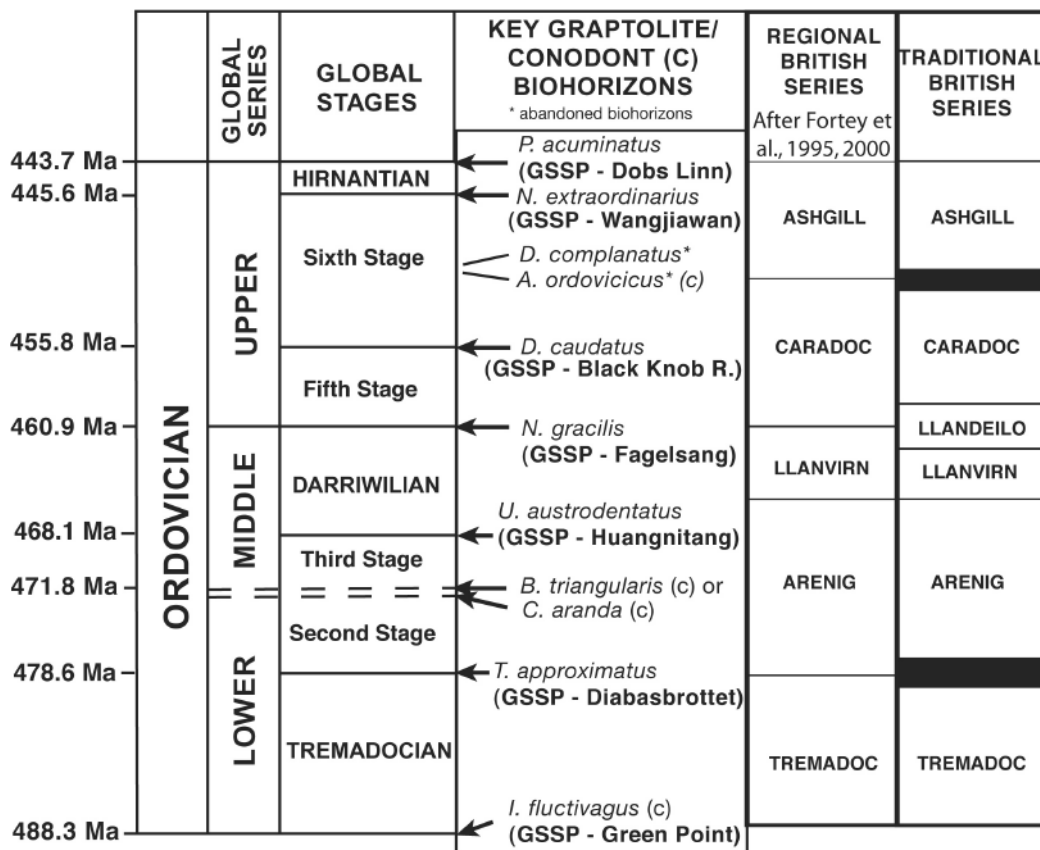 GLOBAL
SERIES
GLOBAL
STAGES
KEY GRAPTOLITE/
CONODONT (C)
BIOHORIZONS
* abandoned biohorizons
REGIONAL
BRITISH
SERIES
After Fortey et
al., 1995, 2000
TRADITIONAL
BRITISH
SERIES
443.7 Ma
445.6 Ma
455.8 Ma
460.9 Ma
468.1 Ma
471.8 Ma
478.6 Ma
488.3 Ma
ORDOVICIAN
UPPER
MIDDLE
LOWER
HIRNANTIAN
Sixth Stage
Fifth Stage
DARRIWILIAN
Third Stage
Second Stage
TREMADOCIAN
P. acuminatus
(GSSP - Dobs Linn)
N. extraordinarius
(GSSP - Wangjiawan)
D. complanatus*
A. ordovicicus* (c)
D. caudatus
(GSSP - Black Knob R.)
N. gracilis
(GSSP - Fagelsang)
U. austrodentatus
(GSSP - Huangnitang)
B. triangularis (c) or
C. aranda (c)
T. approximatus
(GSSP - Diabasbrottet)
I. fluctivagus (c)
(GSSP - Green Point)
ASHGILL
CARADOC
LLANVIRN
ARENIG
TREMADOC
ASHGILL
CARADOC
LLANDEILO
LLANVIRN
ARENIG
TREMADOC